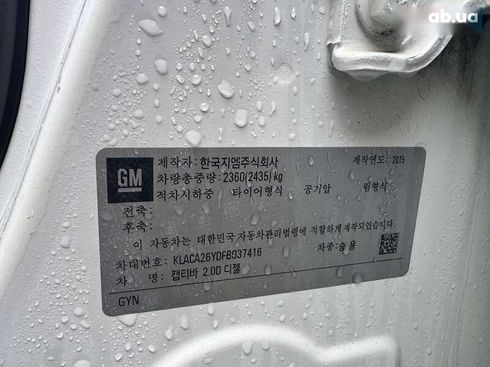 ab.ua
GM
제작자: 한국지엠주식회사 제작연도: 2015
차량총중량: 2360(2435) kg
적차시하중 타이어형식 공기압 림형식
전축:
후축:
이 자동차는 대한민국 자동차관리법령에 적합하게 제작되었습니다
차대번호: KLACA26YDFB937416 차종: 승용
차 명: 캡티바 2.0D 디젤
GYN